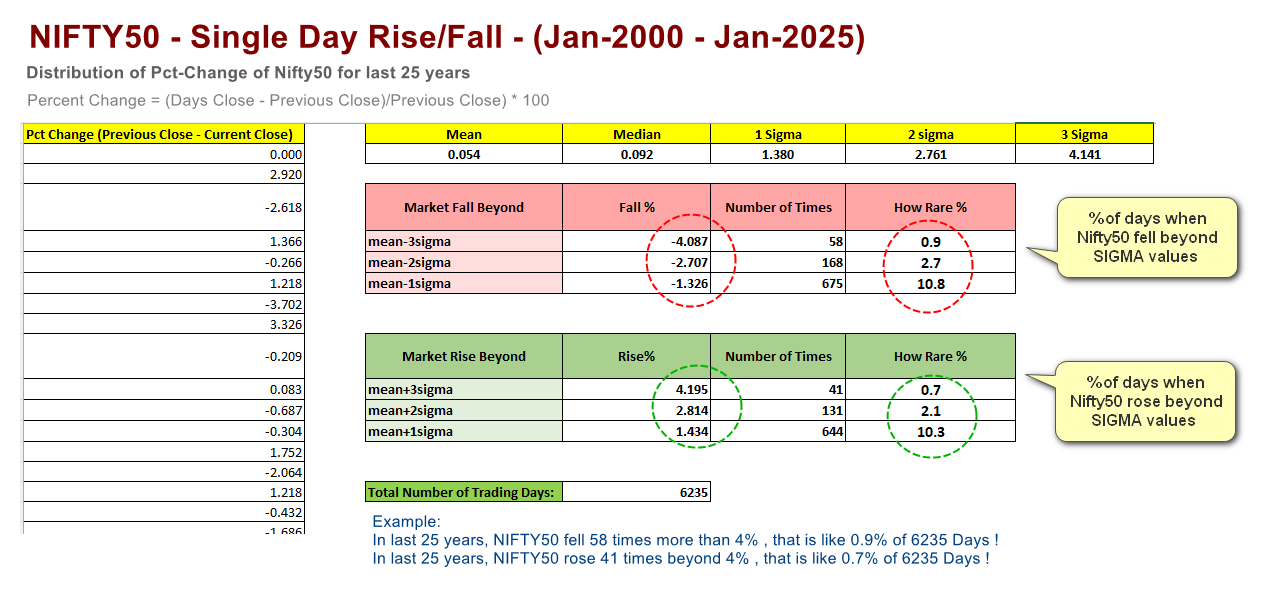 NIFTY50 - Single Day Rise/Fall - (Jan-2000 - Jan-2025)
Distribution of Pct-Change of Nifty50 for last 25 years
Percent Change = (Days Close - Previous Close)/Previous Close) * 100
Pct Change (Previous Close - Current Close)
0.000
2.920
-2.618
1.366
-0.266
1.218
-3.702
3.326
-0.209
0.083
-0.687
-0.304
1.752
-2.064
1.218
-0.432
-1.686
Mean Median 1 Sigma 2 sigma 3 Sigma
0.054 0.092 1.380 2.761 4.141
Market Fall Beyond Fall % Number of Times How Rare %
mean-3sigma -4.087 58 0.9
mean-2sigma -2.707 168 2.7
mean-1sigma -1.326 675 10.8
%of days when
Nifty50 fell beyond
SIGMA values
Market Rise Beyond Rise% Number of Times How Rare %
mean+3sigma 4.195 41 0.7
mean+2sigma 2.814 131 2.1
mean+1sigma 1.434 644 10.3
%of days when
Nifty50 rose beyond
SIGMA values
Total Number of Trading Days: 6235
Example:
In last 25 years, NIFTY50 fell 58 times more than 4% , that is like 0.9% of 6235 Days !
In last 25 years, NIFTY50 rose 41 times beyond 4% , that is like 0.7% of 6235 Days !